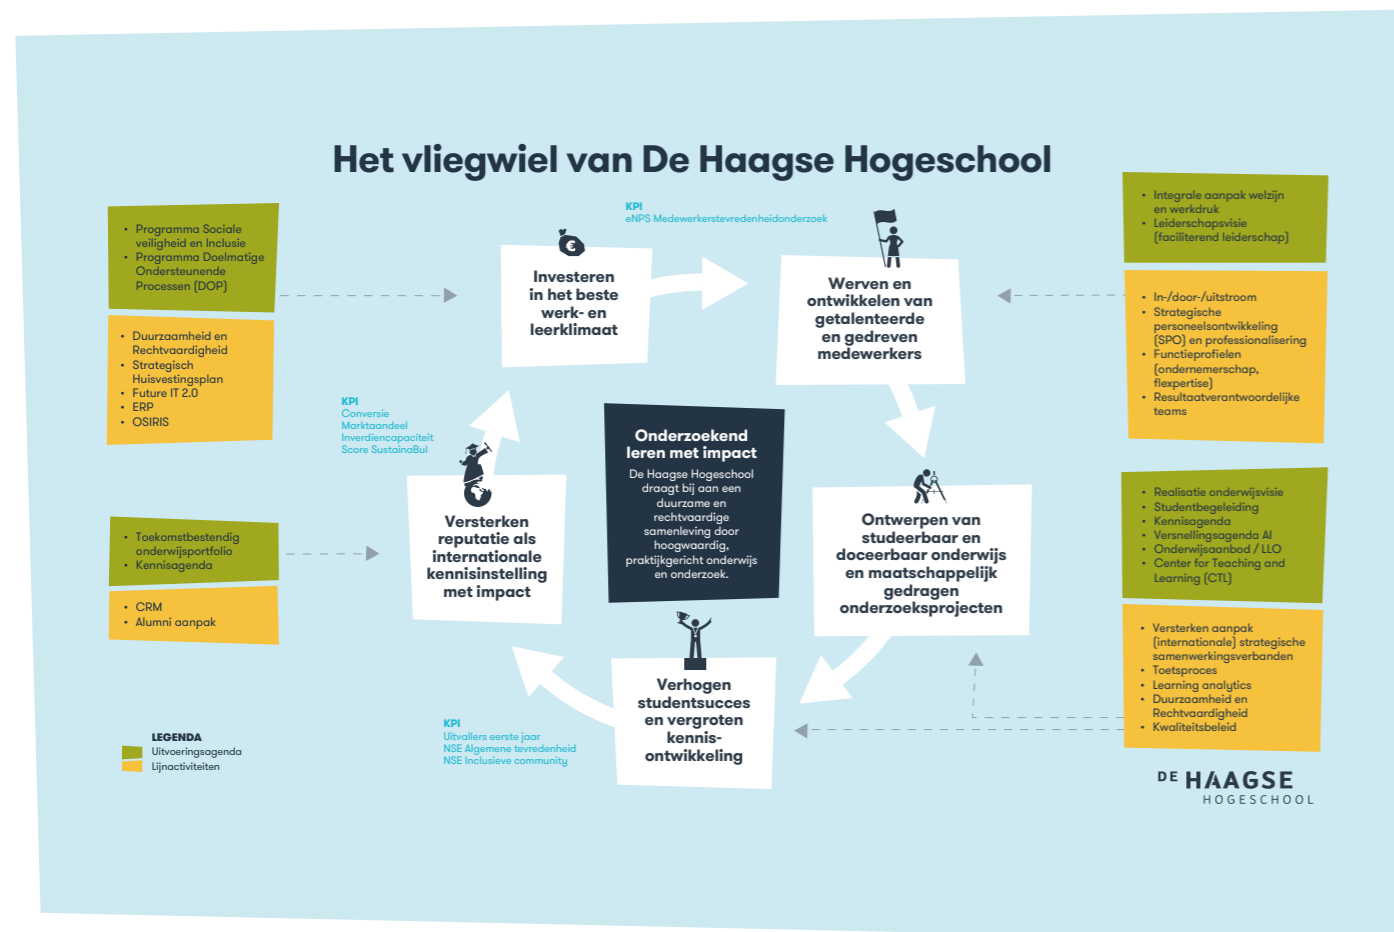 Het vliegwiel van De Haagse Hogeschool
• Programma Sociale
veiligheid en Inclusie
• Programma Doelmatige
Ondersteunende
Processen (DOP)
• Duurzaamheid en
Rechtvaardigheid
• Strategisch
Huisvestingsplan
• Future IT 2.0
• ERP
• OSIRIS
KPI
eNPS Medewerkerstevredenheidonderzoek
€
Investeren
in het beste
werk- en
leerklimaat
Werven en
ontwikkelen van
getalenteerde
en gedreven
medewerkers
• Integrale aanpak welzijn
en werkdruk
• Leiderschapsvisie
(faciliterend leiderschap)
• In-/door-/uitstroom
• Strategische
personeelsontwikkeling
(SPO) en professionalisering
• Functieprofielen
(ondernemerschap,
flexpertise)
• Resultaatverantwoordelijke
teams
KPI
Conversie
Marktaandeel
Inverdiencapaciteit
Score SustainaBul
Onderzoekend
leren met impact
De Haagse Hogeschool
draagt bij aan een
duurzame en
rechtvaardige
samenleving door
hoogwaardig,
praktijkgericht onderwijs
en onderzoek.
• Toekomstbestendig
onderwijsportfolio
• Kennisagenda
• CRM
• Alumni aanpak
Versterken
reputatie als
internationale
kennisinstelling
met impact
Ontwerpen van
studeerbaar en
doceerbaar onderwijs
en maatschappelijk
gedragen
onderzoeksprojecten
• Realisatie onderwijsvisie
• Studentbegeleiding
• Kennisagenda
• Versnellingsagenda AI
• Onderwijsaanbod / LLO
• Center for Teaching and
Learning (CTL)
• Versterken aanpak
(internationale) strategische
samenwerkingsverbanden
• Toetsproces
• Learning analytics
• Duurzaamheid en
Rechtvaardigheid
• Kwaliteitsbeleid
Verhogen
studentsucces
en vergroten
kennis-
ontwikkeling
KPI
Uitvallers eerste jaar
NSE Algemene tevredenheid
NSE Inclusieve community
LEGENDA
Uitvoeringsagenda
Lijnactiviteiten
DE HAAGSE
HOGESCHOOL